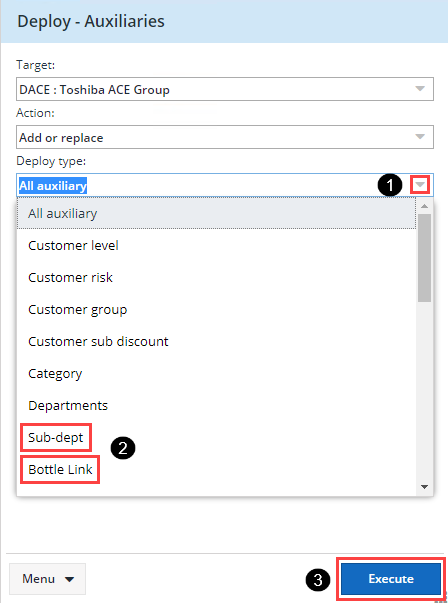 Deploy - Auxiliaries
Target:
DACE : Toshiba ACE Group
Action:
Add or replace
Deploy type:
All auxiliary 1
All auxiliary
Customer level
Customer risk
Customer group
Customer sub discount
Category
Departments
Sub-dept
2
Bottle Link
Menu 3 Execute